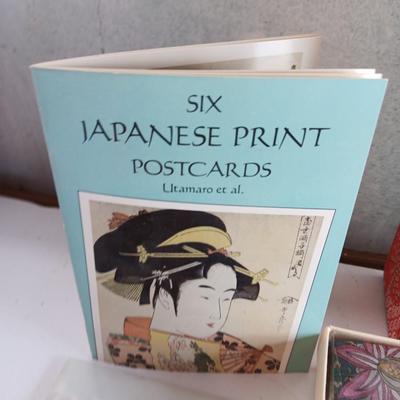 SIX
JAPANESE PRINT
POSTCARDS
Utamaro et al.